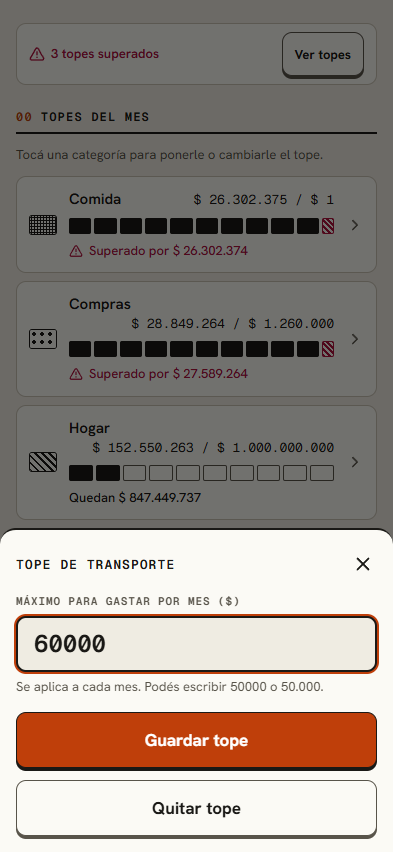 3 topes superados
Ver topes
00 TOPES DEL MES
Tocá una categoría para ponerle o cambiarle el tope.
Comida
$ 26.302.375 / $ 1
Superado por $ 26.302.374
Compras
$ 28.849.264 / $ 1.260.000
Superado por $ 27.589.264
Hogar
$ 152.550.263 / $ 1.000.000.000
Quedan $ 847.449.737
TOPE DE TRANSPORTE
MÁXIMO PARA GASTAR POR MES ($)
60000
Se aplica a cada mes. Podés escribir 50000 o 50.000.
Guardar tope
Quitar tope